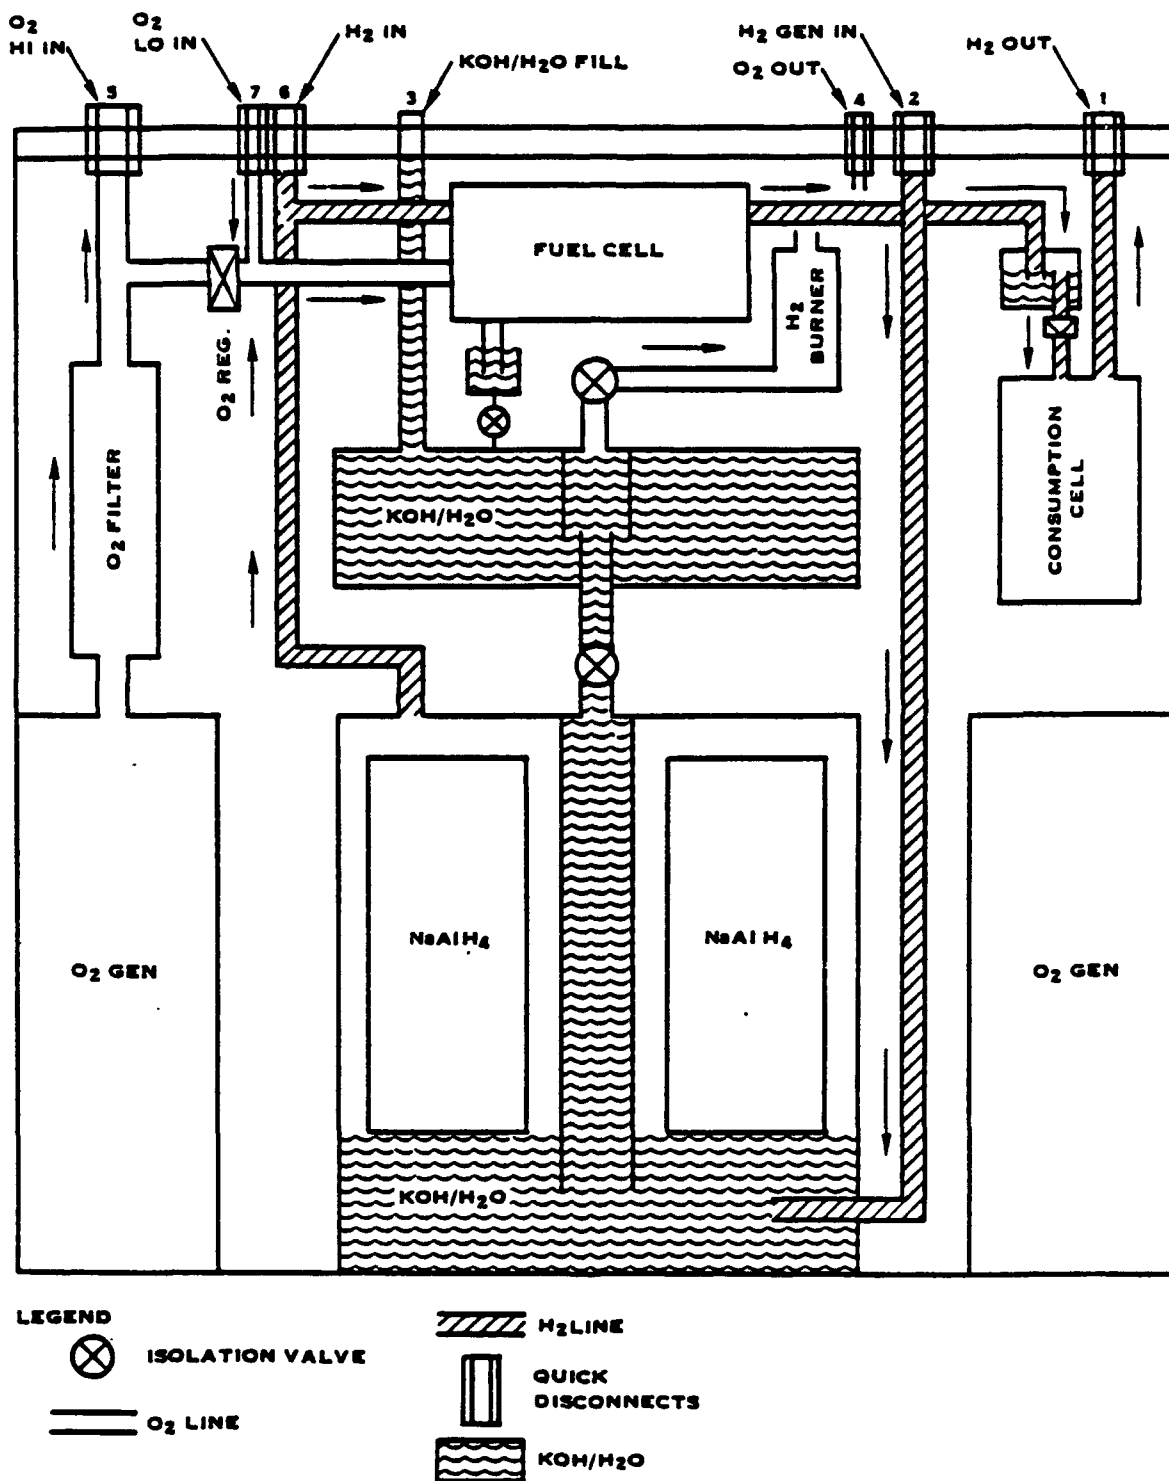 O2
HI IN
O2
LO IN
H2 IN
KOH/H2O FILL
H2 GEN IN
O2 OUT
H2 OUT
5
7
6
3
4
2
1
FUEL CELL
H2
BURNER
O2 REG.
O2 FILTER
KOH/H2O
CONSUMPTION
CELL
NaAlH4
NaAlH4
O2 GEN
O2 GEN
KOH/H2O
LEGEND
ISOLATION VALVE
O2 LINE
H2 LINE
QUICK
DISCONNECTS
KOH/H2O